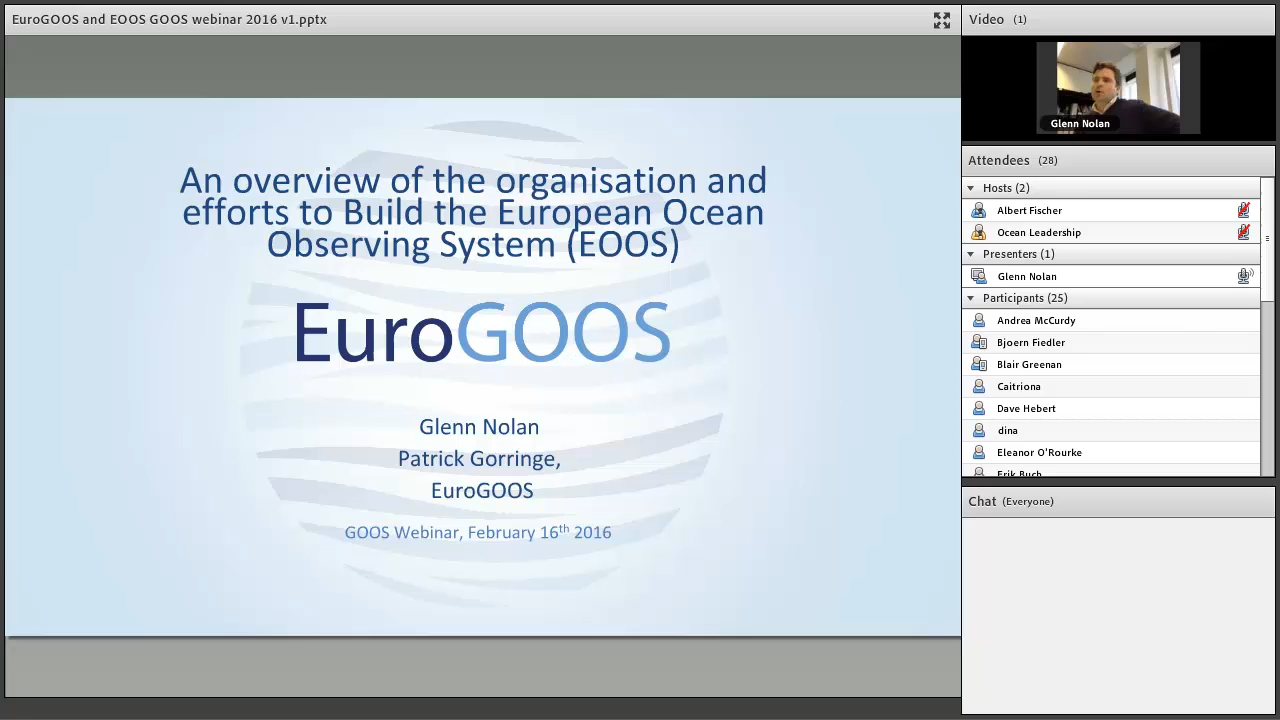 EuroGOOS and EOOS GOOS webinar 2016 v1.pptx
An overview of the organisation and
efforts to Build the European Ocean
Observing System (EOOS)
EuroGOOS
Glenn Nolan
Patrick Gorringe,
EuroGOOS
GOOS Webinar, February 16th 2016
Video (1)
Glenn Nolan
Attendees (28)
Hosts (2)
Albert Fischer
Ocean Leadership
Presenters (1)
Glenn Nolan
Participants (25)
Andrea McCurdy
Bjoern Fiedler
Blair Greenan
Caitriona
Dave Hebert
dina
Eleanor O'Rourke
Erik Buch
Chat (Everyone)